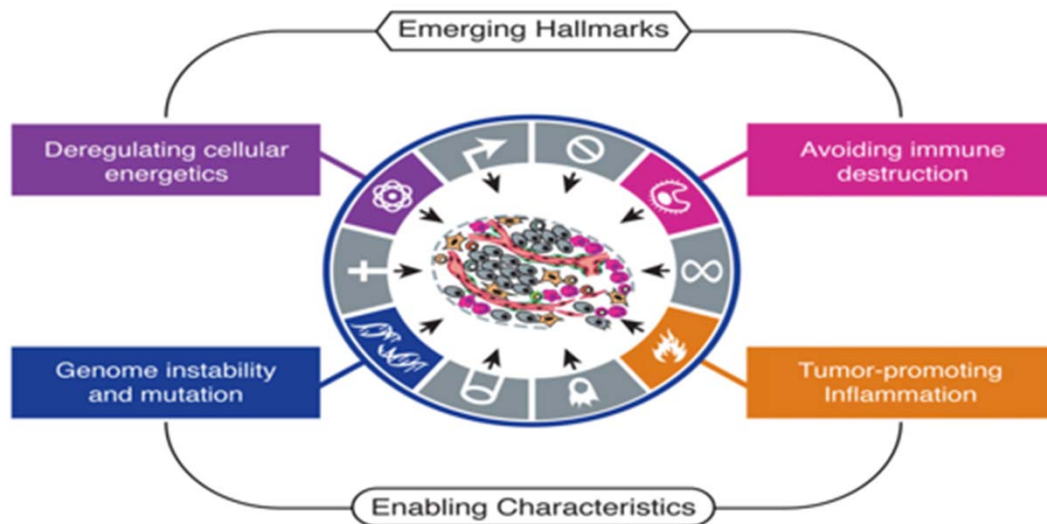 Emerging Hallmarks
Deregulating cellular
energetics
Avoiding immune
destruction
Genome instability
and mutation
Tumor-promoting
Inflammation
Enabling Characteristics